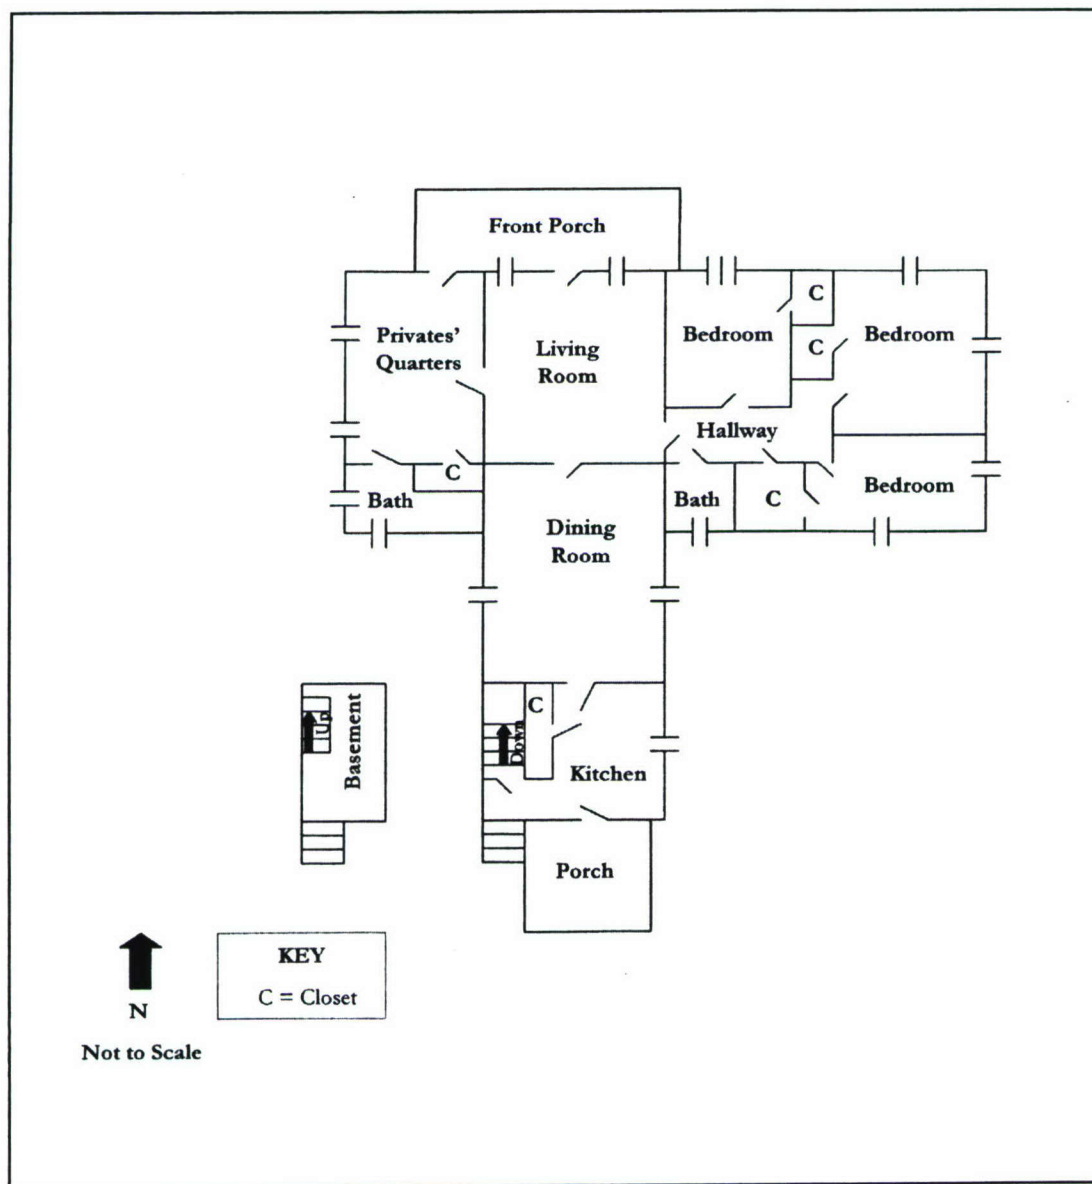 Front Porch
C
Privates'
Quarters
Living
Room
Bedroom
C
Bedroom
Hallway
C
Bath
Bath
C
Bedroom
Dining
Room
C
Up
Basement
Down
Kitchen
Porch
KEY
C = Closet
N
Not to Scale